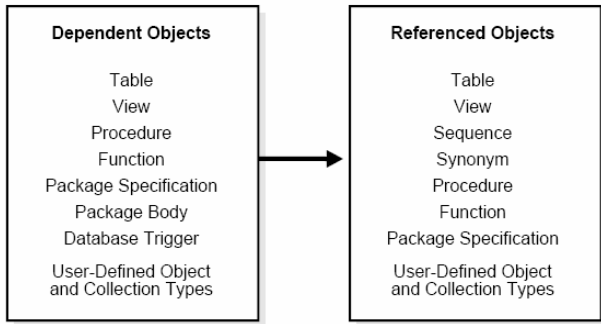 Dependent Objects
Table
View
Procedure
Function
Package Specification
Package Body
Database Trigger
User-Defined Object
and Collection Types
Referenced Objects
Table
View
Sequence
Synonym
Procedure
Function
Package Specification
User-Defined Object
and Collection Types